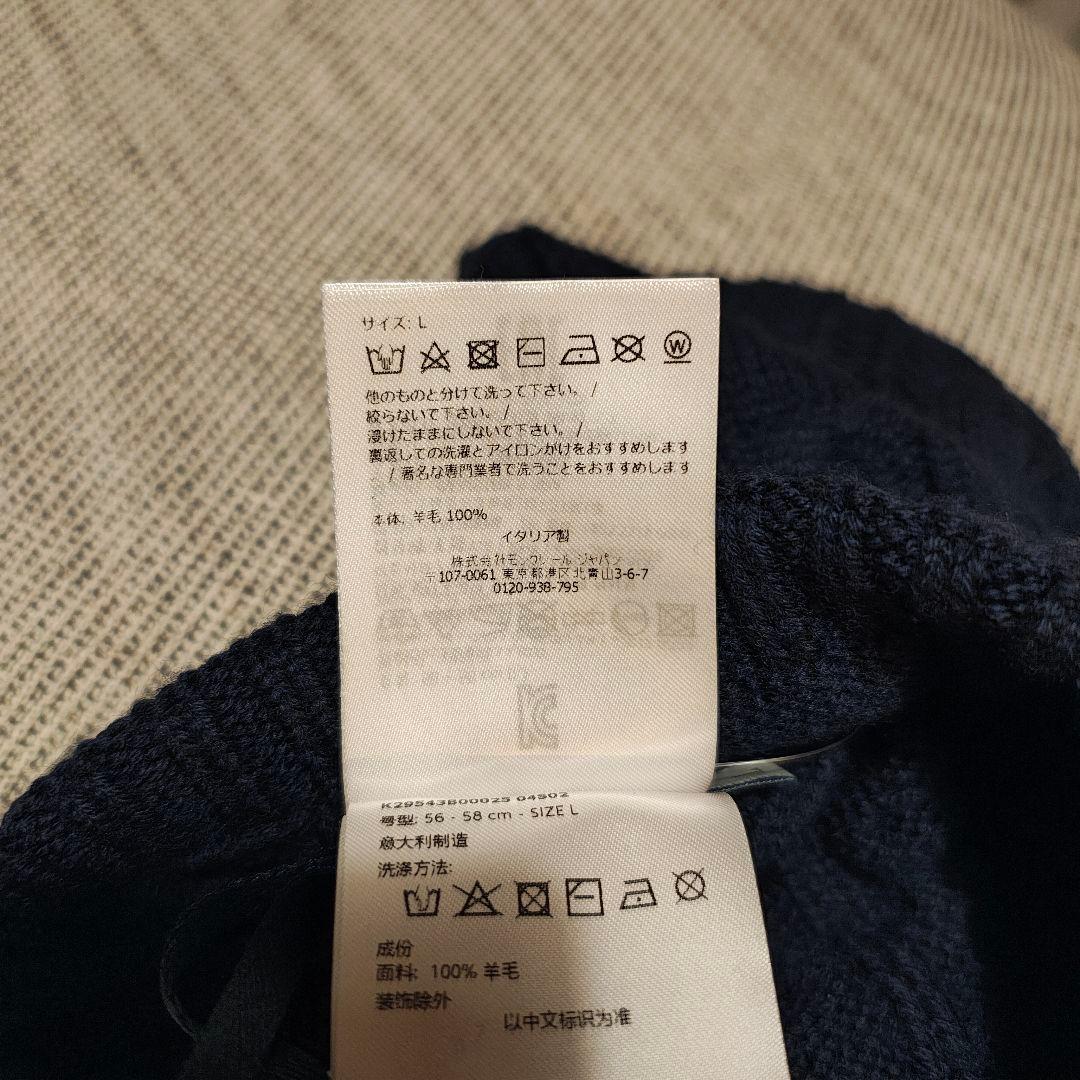 サイズ: L
W
他のものと分けて洗って下さい。 /
絞らないで下さい。 /
浸けたままにしないで下さい。 /
裏返しての洗濯とアイロンがけをおすすめします
/ 著名な専門業者で洗うことをおすすめします
本体: 羊毛 100%
イタリア製
株式会社モンクレール ジャパン
〒107-0061 東京都港区北青山3-6-7
0120-938-795
K29543B00025 04S02
号型: 56 - 58 cm - SIZE L
意大利制造
洗涤方法:
成份
面料: 100% 羊毛
装饰除外
以中文标识为准